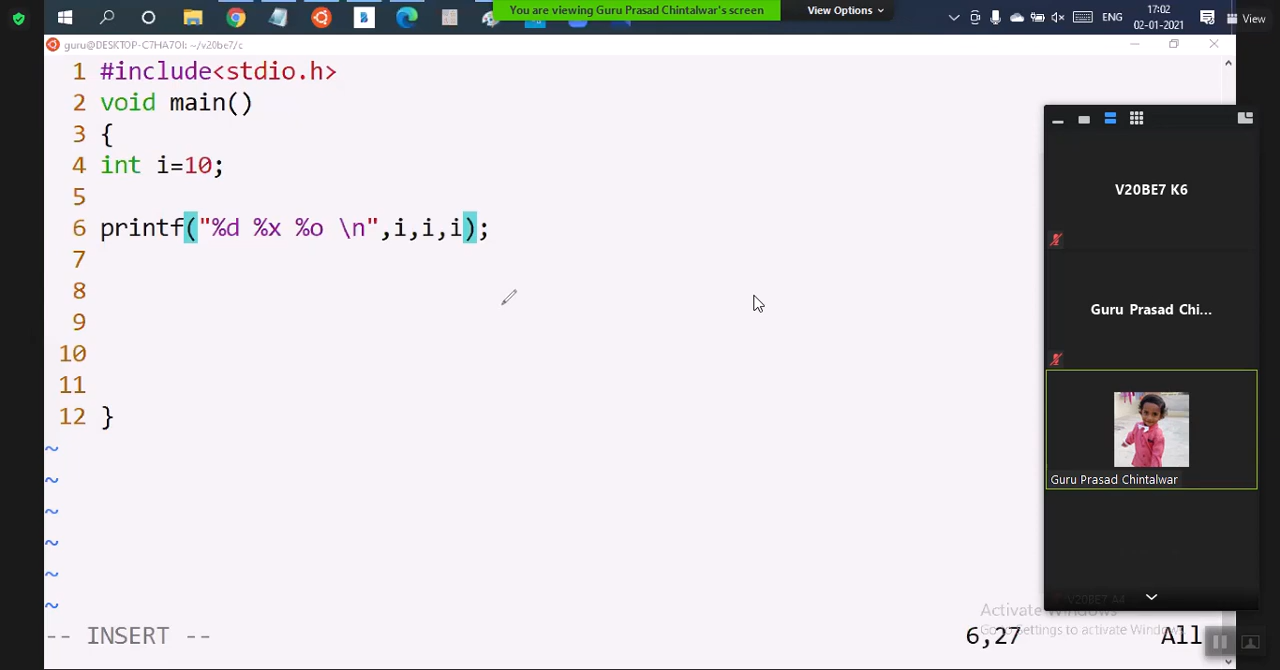 You are viewing Guru Prasad Chintalwar's screen
View Options
ENG
17:02
02-01-2021
View
guru@DESKTOP-C7HA7OI: ~/v20be7/c
1 #include<stdio.h>
2 void main()
3 {
4 int i=10;
5
6 printf("%d %x %o \n",i,i,i);
7
8
9
10
11
12 }
~
~
~
~
~
~
-- INSERT --
6,27
All
V20BE7 K6
Guru Prasad Chi...
Guru Prasad Chintalwar
V20BE7 A4
Activate Windows
Go to Settings to activate Windows.